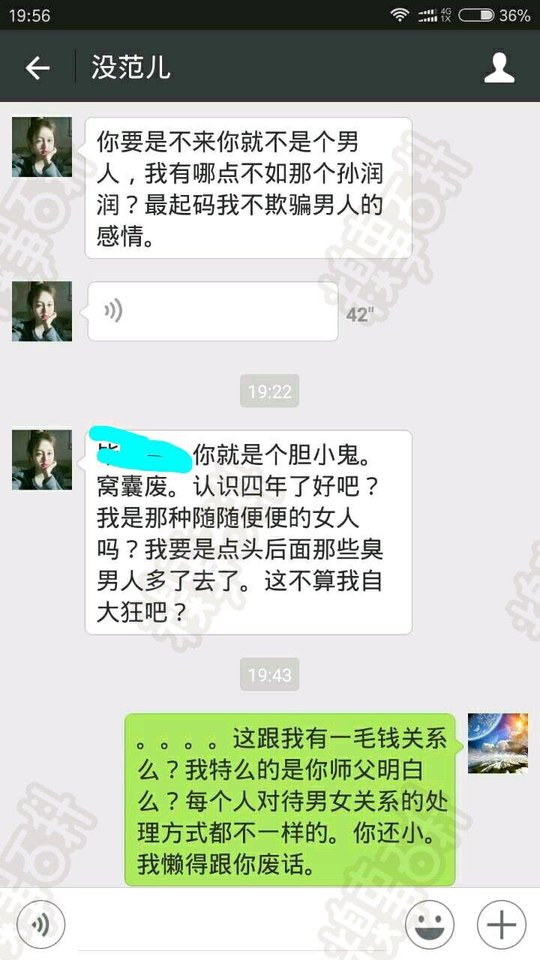 19:56
4G
1X
36%
没范儿
你要是不来你就不是个男
人，我有哪点不如那个孙润
润？最起码我不欺骗男人的
感情。
42"
19:22
你就是个胆小鬼。
窝囊废。认识四年了好吧？
我是那种随随便便的女人
吗？我要是点头后面那些臭
男人多了去了。这不算我自
大狂吧？
19:43
。。。。这跟我有一毛钱关系
么？我特么的是你师父明白
么？每个人对待男女关系的处
理方式都不一样的。你还小。
我懒得跟你废话。